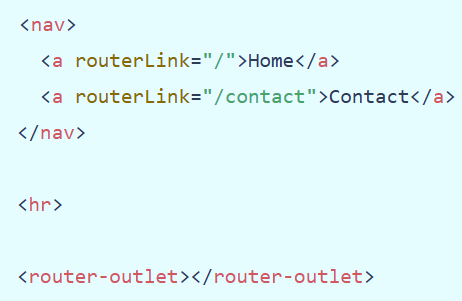 <nav>
  <a routerLink="/">Home</a>
  <a routerLink="/contact">Contact</a>
</nav>
<hr>
<router-outlet></router-outlet>